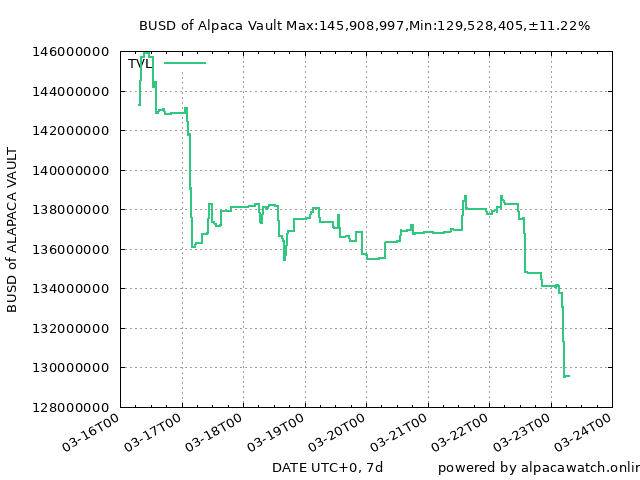 BUSD of Alpaca Vault Max:145,908,997,Min:129,528,405,±11.22%
146000000
TVL
144000000
142000000
140000000
138000000
136000000
134000000
132000000
130000000
128000000
BUSD of ALAPACA VAULT
03-16T00
03-17T00
03-18T00
03-19T00
03-20T00
03-21T00
03-22T00
03-23T00
03-24T00
DATE UTC+0, 7d
powered by alpacawatch.onlin